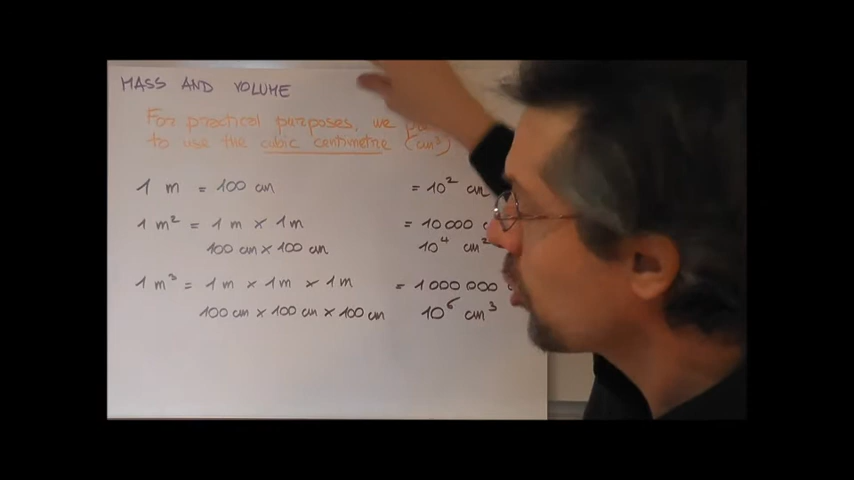 MASS AND VOLUME
For practical purposes, we
to use the cubic centimetre (cm³)
1 m = 100 cm = 10² cm
1 m² = 1 m × 1 m = 10 000
100 cm × 100 cm 10⁴ cm²
1 m³ = 1 m × 1 m × 1 m = 1 000 000
100 cm × 100 cm × 100 cm 10⁶ cm³